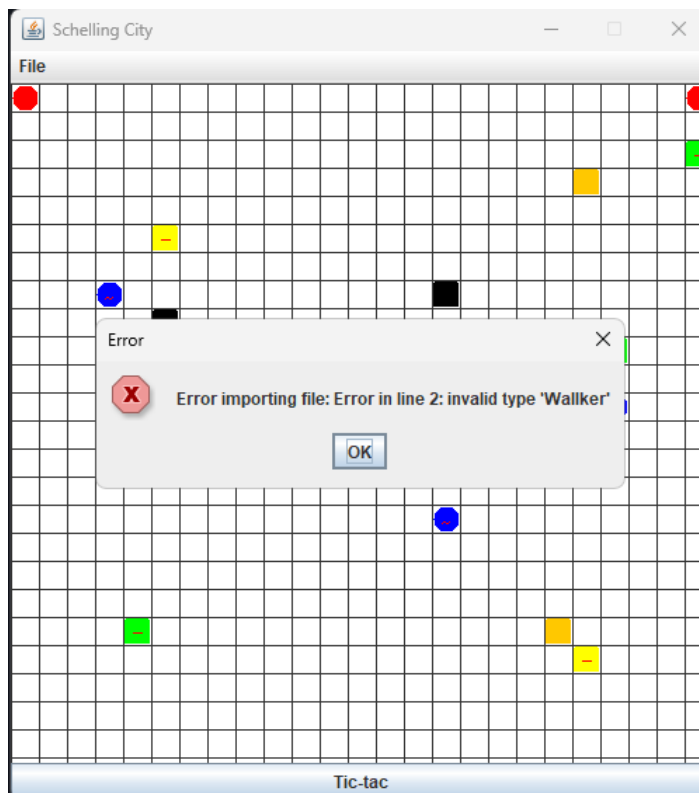 Schelling City
File
Error
Error importing file: Error in line 2: invalid type 'Wallker'
OK
Tic-tac